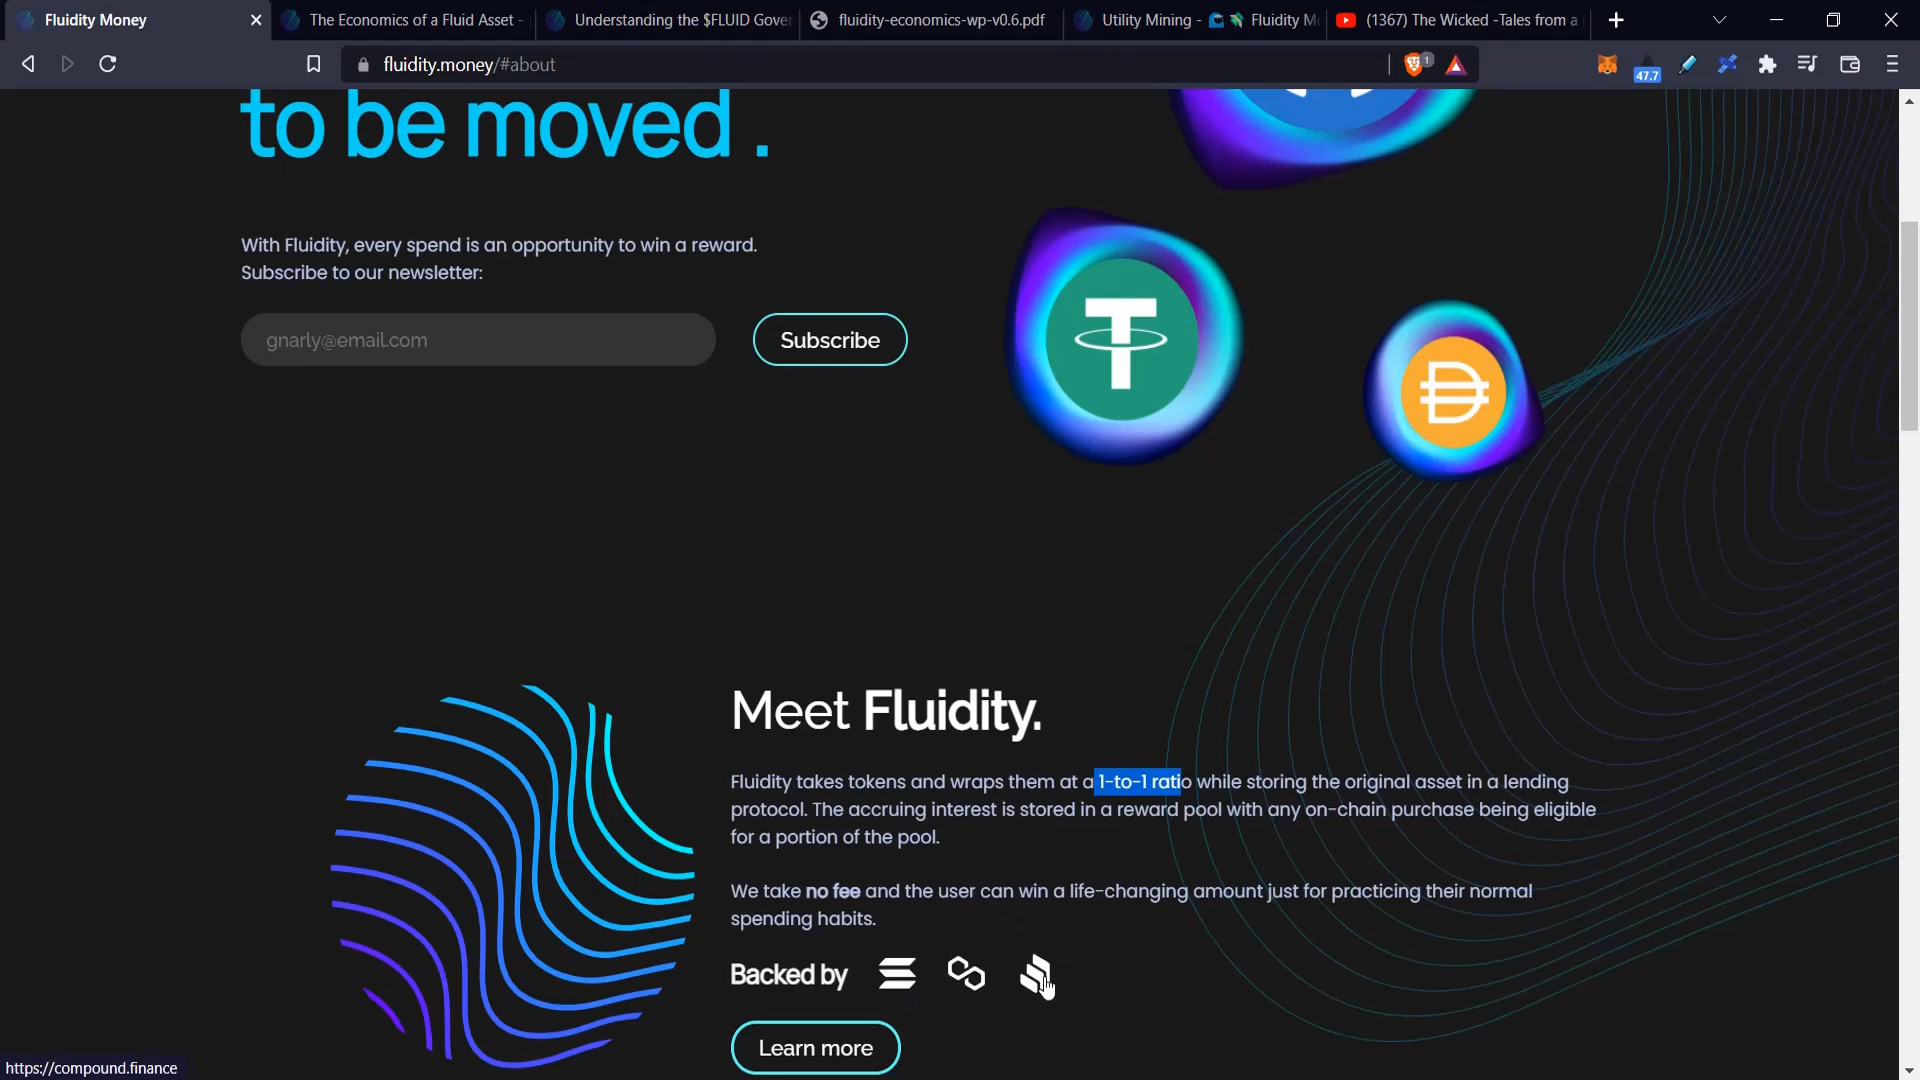 Fluidity Money
The Economics of a Fluid Asset -
Understanding the $FLUID Gover
fluidity-economics-wp-v0.6.pdf
Utility Mining - 🌊 💸 Fluidity M
(1367) The Wicked -Tales from a
fluidity.money/#about
1
47.7
to be moved .
With Fluidity, every spend is an opportunity to win a reward.
Subscribe to our newsletter:
gnarly@email.com
Subscribe
Meet Fluidity.
Fluidity takes tokens and wraps them at a 1-to-1 ratio while storing the original asset in a lending
protocol. The accruing interest is stored in a reward pool with any on-chain purchase being eligible
for a portion of the pool.
We take no fee and the user can win a life-changing amount just for practicing their normal
spending habits.
Backed by
Learn more
https://compound.finance